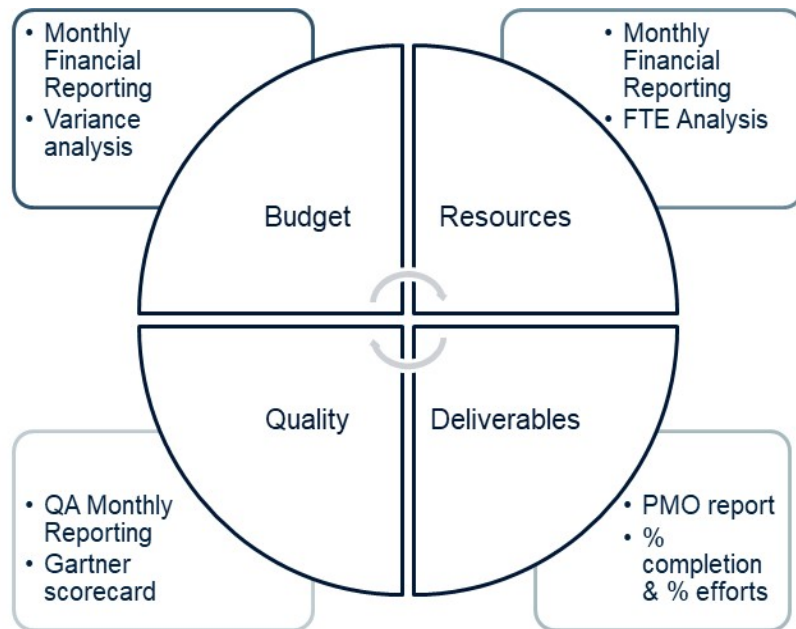 • Monthly
Financial
Reporting
• Variance
analysis
• Monthly
Financial
Reporting
• FTE Analysis
Budget
Resources
Quality
Deliverables
• QA Monthly
Reporting
• Gartner
scorecard
• PMO report
• %
completion
& % efforts